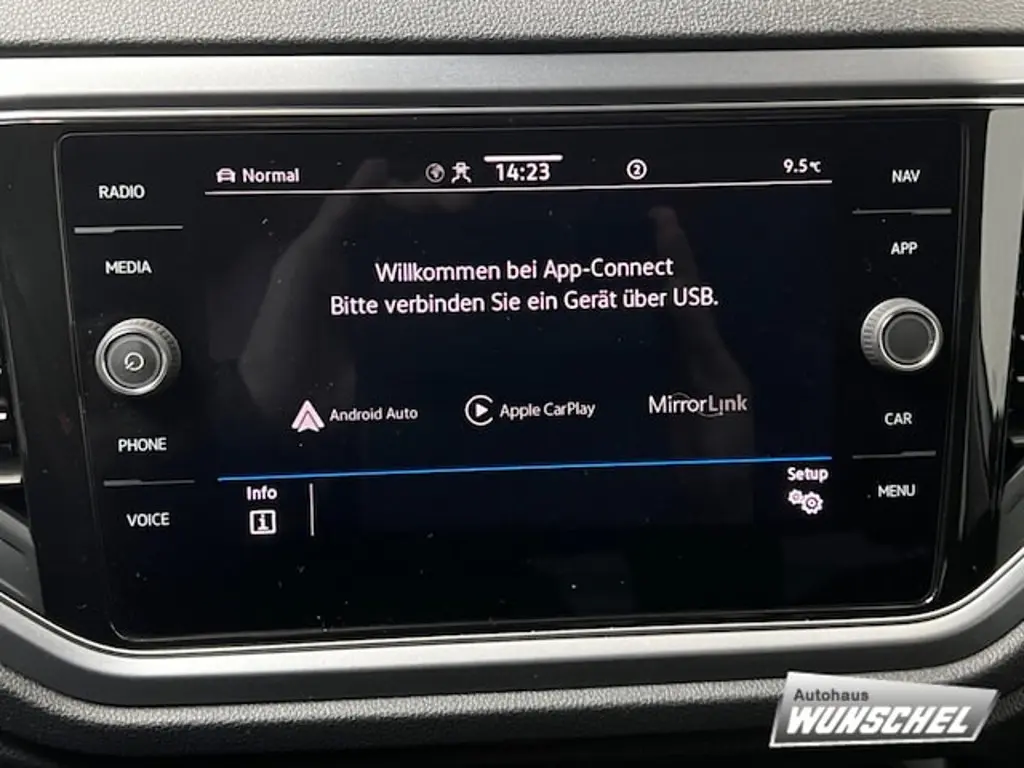 RADIO
MEDIA
PHONE
VOICE
Normal
14:23
2
9.5°C
Willkommen bei App-Connect
Bitte verbinden Sie ein Gerät über USB.
Android Auto
Apple CarPlay
MirrorLink
Info
i
Setup
NAV
APP
CAR
MENU
Autohaus
WUNSCHEL